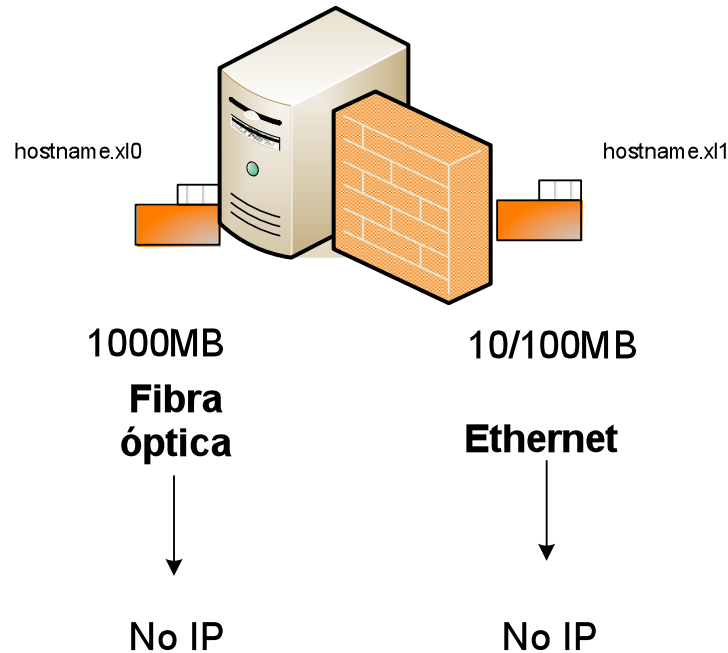 hostname.xl0
hostname.xl1
1000MB
10/100MB
Fibra
óptica
Ethernet
No IP
No IP